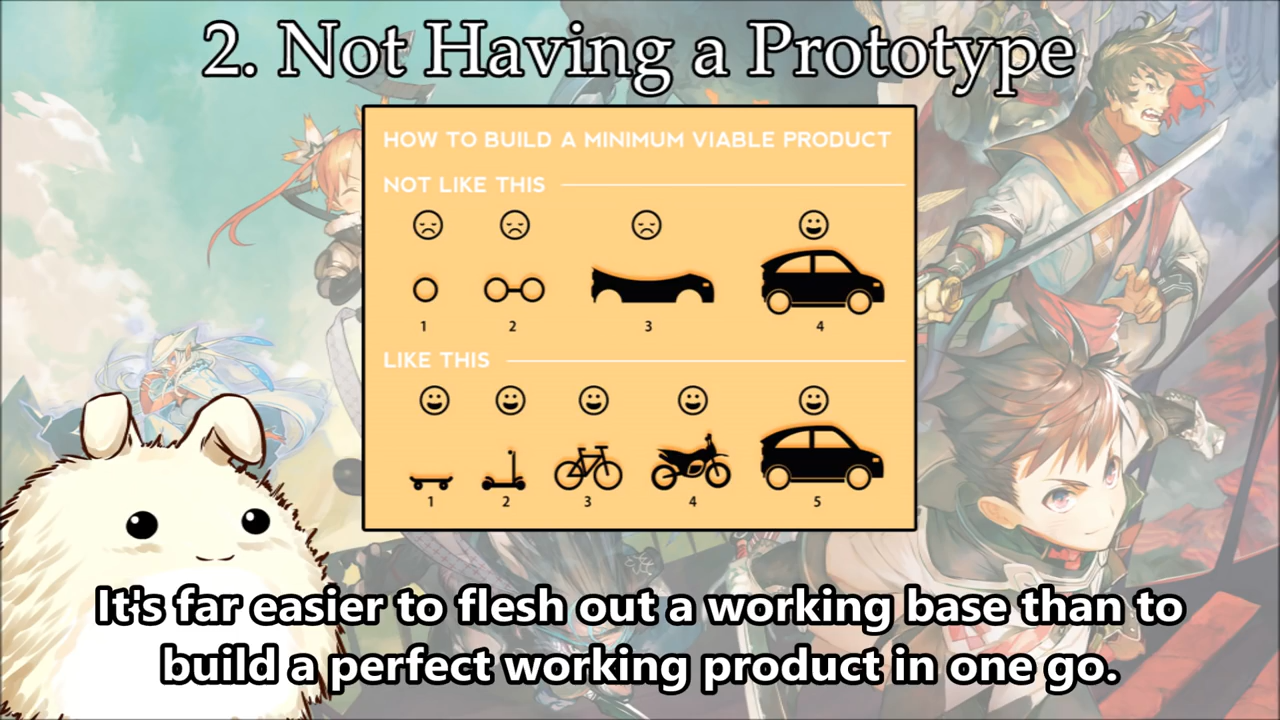 2. Not Having a Prototype
HOW TO BUILD A MINIMUM VIABLE PRODUCT
NOT LIKE THIS
1 2 3 4
LIKE THIS
1 2 3 4 5
It's far easier to flesh out a working base than to
build a perfect working product in one go.